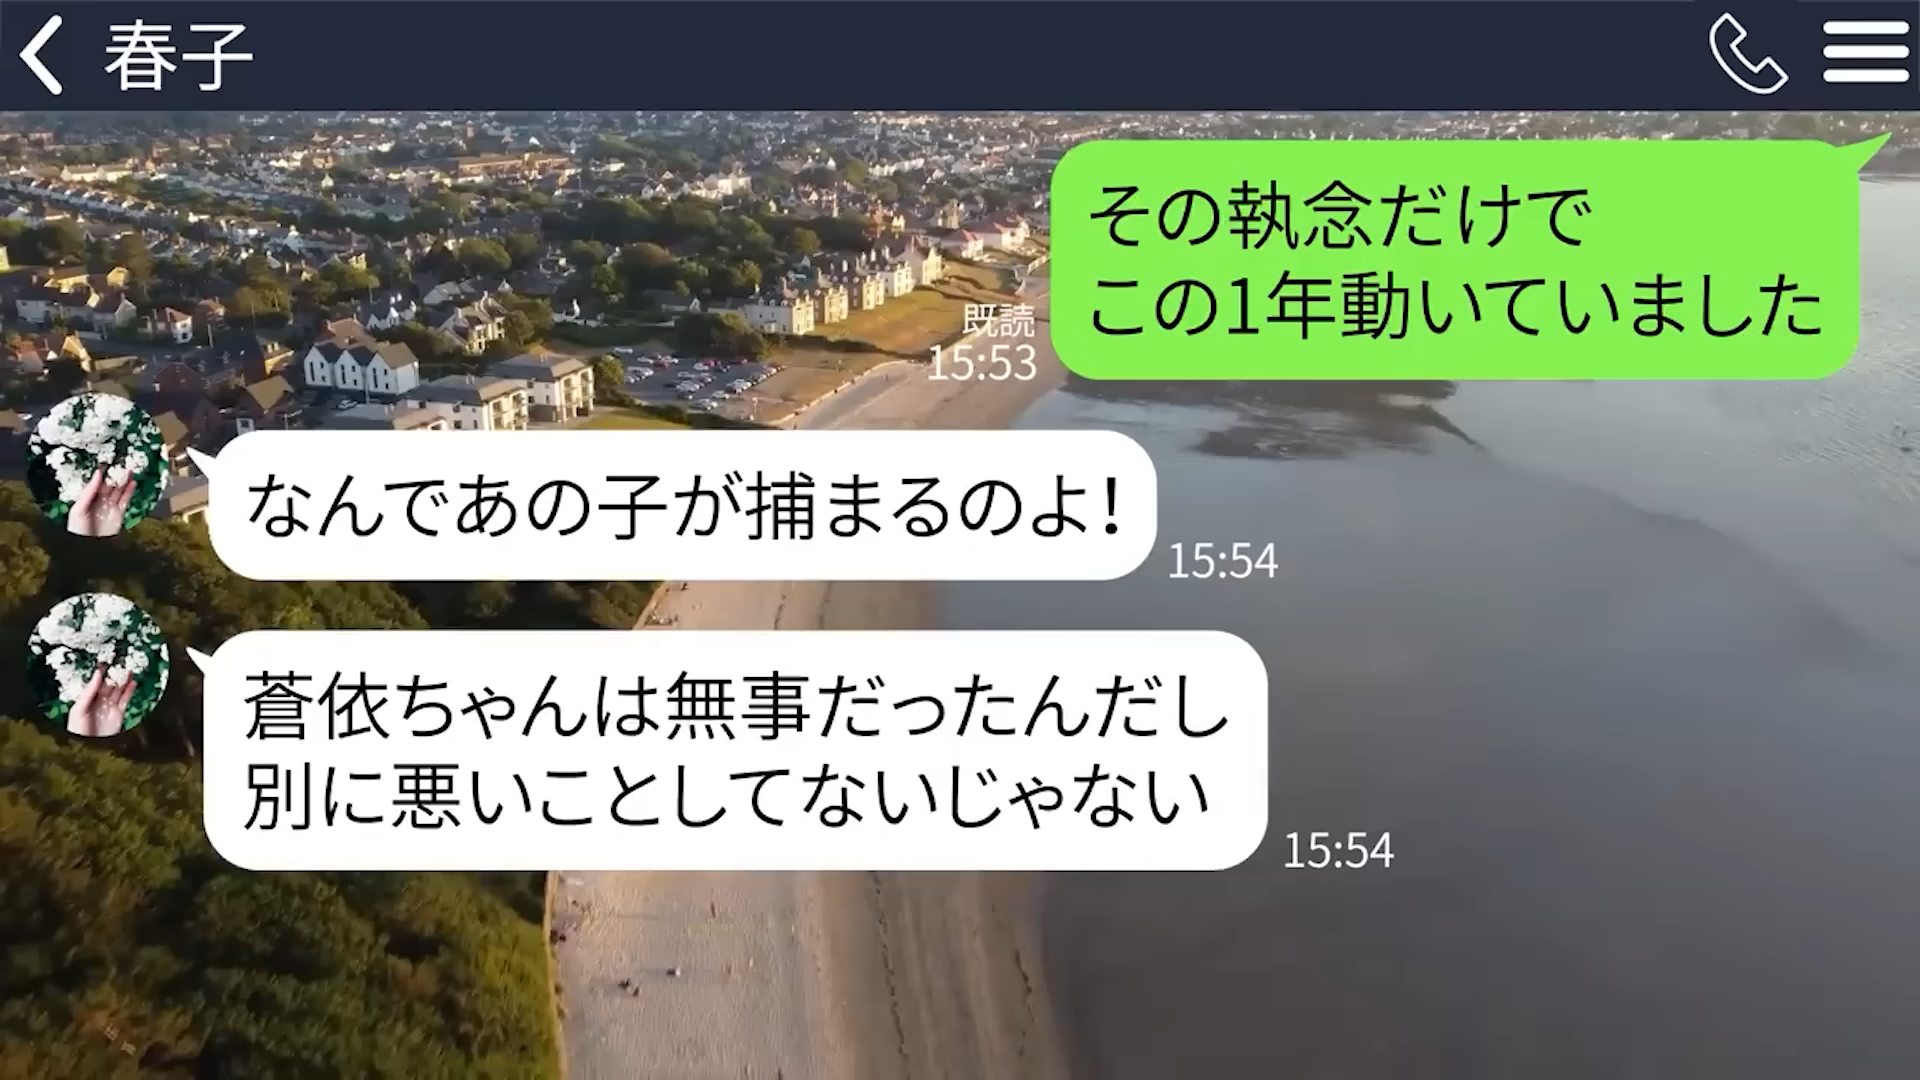 春子
その執念だけで
この1年動いていました
既読
15:53
なんであの子が捕まるのよ！
15:54
蒼依ちゃんは無事だったんだし
別に悪いことしてないじゃない
15:54